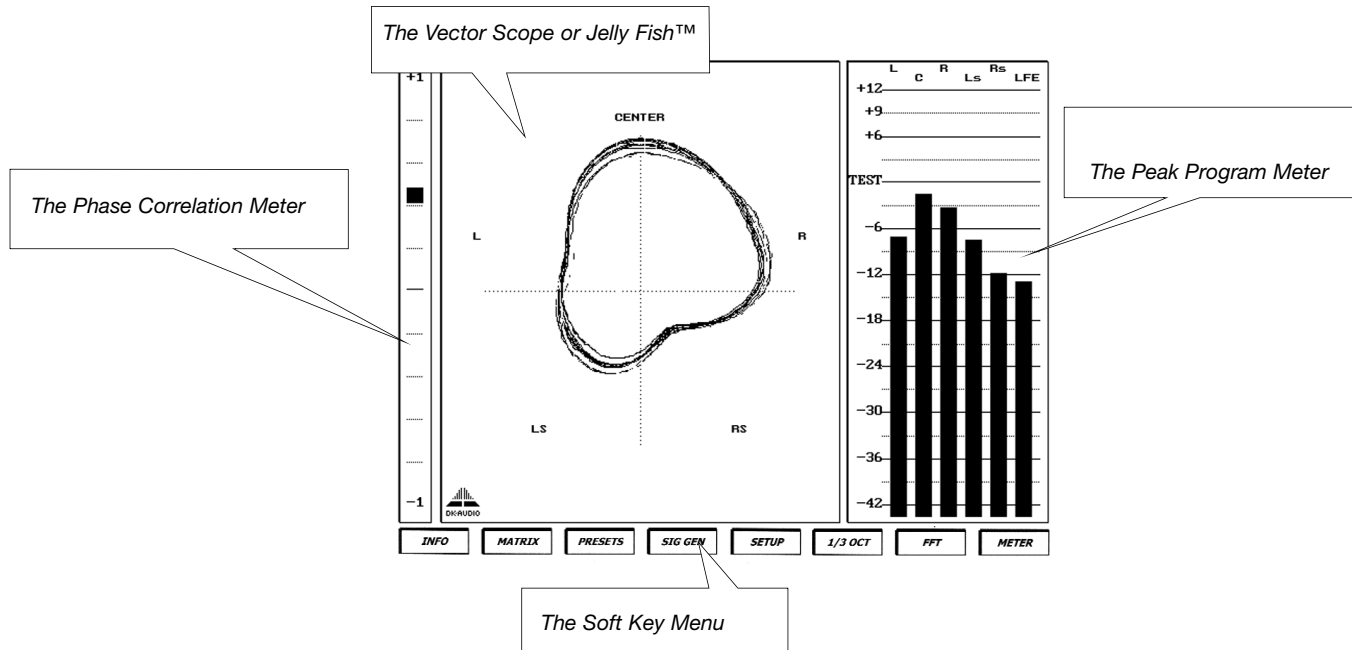 The Vector Scope or Jelly Fish™
The Phase Correlation Meter
The Peak Program Meter
+1
-1
CENTER
L
R
LS
RS
DK-AUDIO
L
C
R
Ls
Rs
LFE
+12
+9
+6
TEST
-6
-12
-18
-24
-30
-36
-42
INFO
MATRIX
PRESETS
SIG GEN
SETUP
1/3 OCT
FFT
METER
The Soft Key Menu